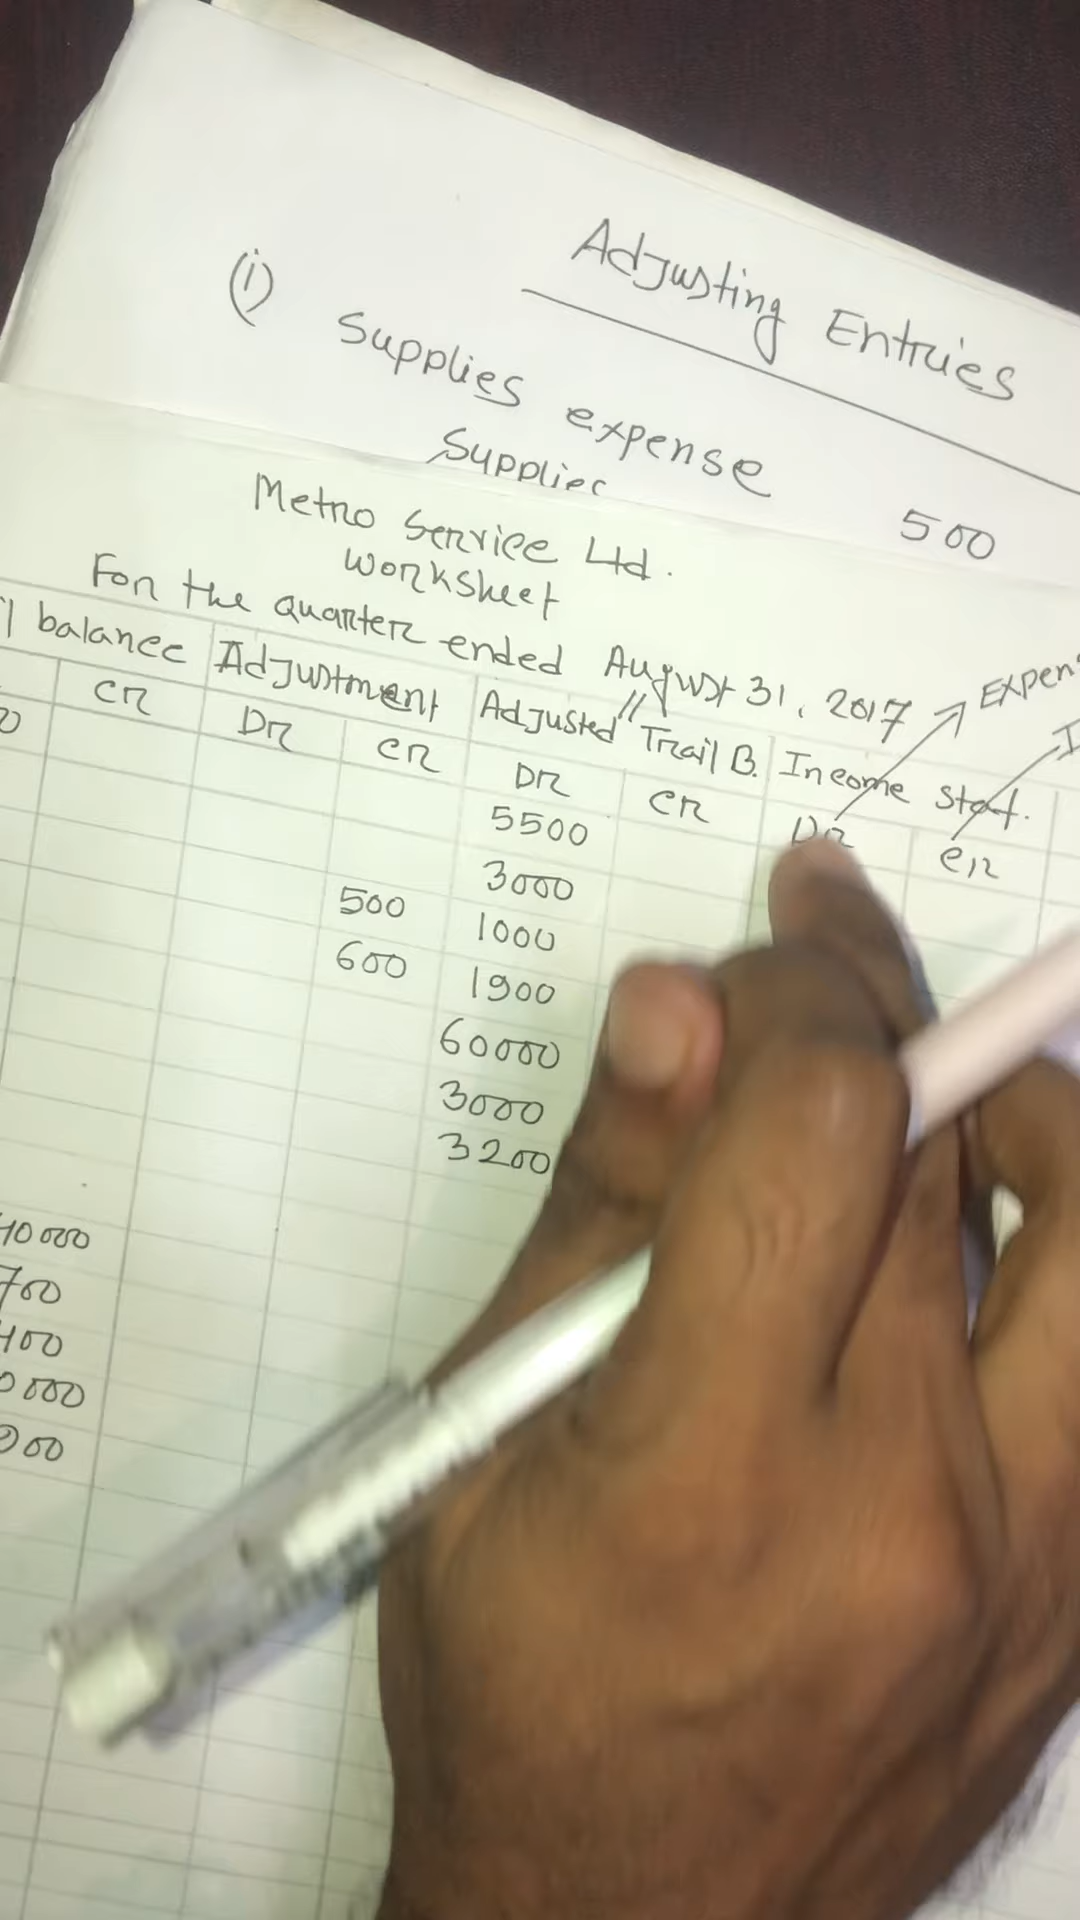 Adjusting Entries
(i) Supplies expense 500
Supplies
Metro Service Ltd.
Worksheet
For the quarter ended August 31, 2017
balance Adjustment Adjusted Trail B. Income Stat.
CR DR CR DR CR DR CR
5500
3000
500 1000
600 1900
60000
3000
3200